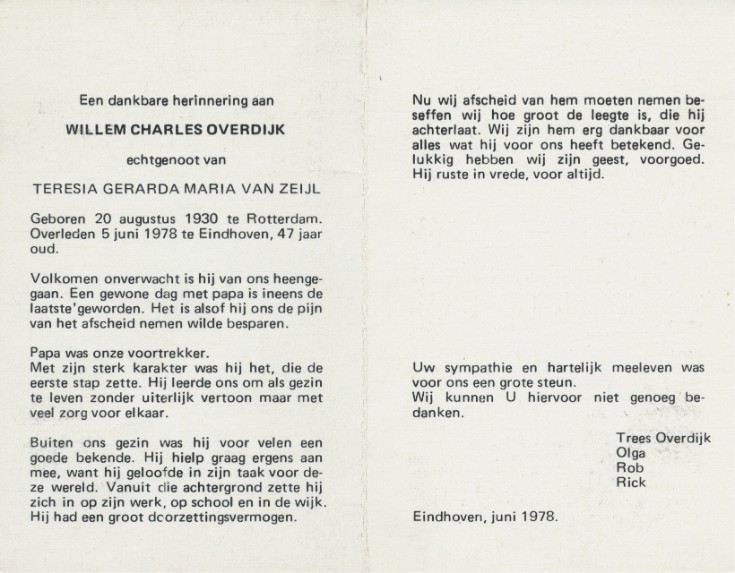 Een dankbare herinnering aan
WILLEM CHARLES OVERDIJK
echtgenoot van
TERESIA GERARDA MARIA VAN ZEIJL
Geboren 20 augustus 1930 te Rotterdam.
Overleden 5 juni 1978 te Eindhoven, 47 jaar
oud.
Volkomen onverwacht is hij van ons heenge-
gaan. Een gewone dag met papa is ineens de
laatste'geworden. Het is alsof hij ons de pijn
van het afscheid nemen wilde besparen.
Papa was onze voortrekker.
Met zijn sterk karakter was hij het, die de
eerste stap zette. Hij leerde ons om als gezin
te leven zonder uiterlijk vertoon maar met
veel zorg voor elkaar.
Buiten ons gezin was hij voor velen een
goede bekende. Hij hielp graag ergens aan
mee, want hij geloofde in zijn taak voor de-
ze wereld. Vanuit die achtergrond zette hij
zich in op zijn werk, op school en in de wijk.
Hij had een groot doorzettingsvermogen.
Nu wij afscheid van hem moeten nemen be-
seffen wij hoe groot de leegte is, die hij
achterlaat. Wij zijn hem erg dankbaar voor
alles wat hij voor ons heeft betekend. Ge-
lukkig hebben wij zijn geest, voorgoed.
Hij ruste in vrede, voor altijd.
Uw sympathie en hartelijk meeleven was
voor ons een grote steun.
Wij kunnen U hiervoor niet genoeg be-
danken.
Trees Overdijk
Olga
Rob
Rick
Eindhoven, juni 1978.